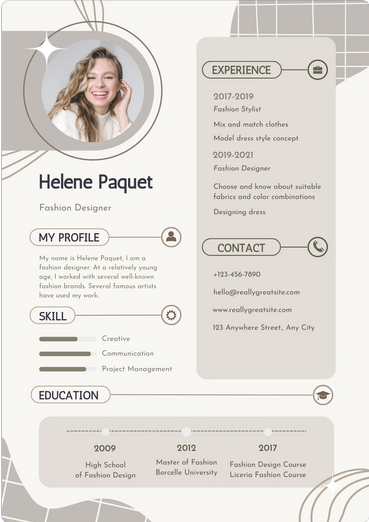 Helene Paquet
Fashion Designer
MY PROFILE
My name is Helene Paquet, I am a
fashion designer. At a relatively young
age, I worked with several well-known
fashion brands. Several famous artists
have used my work.
SKILL
Creative
Communication
Project Management
EXPERIENCE
2017-2019
Fashion Stylist
Mix and match clothes
Model dress style concept
2019-2021
Fashion Designer
Choose and know about suitable
fabrics and color combinations
Designing dress
CONTACT
+123-456-7890
hello@reallygreatsite.com
www.reallygreatsite.com
123 Anywhere Street,, Any City
EDUCATION
2009
High School
of Fashion Design
2012
Master of Fashion
Borcelle University
2017
Fashion Design Course
Liceria Fashion Course